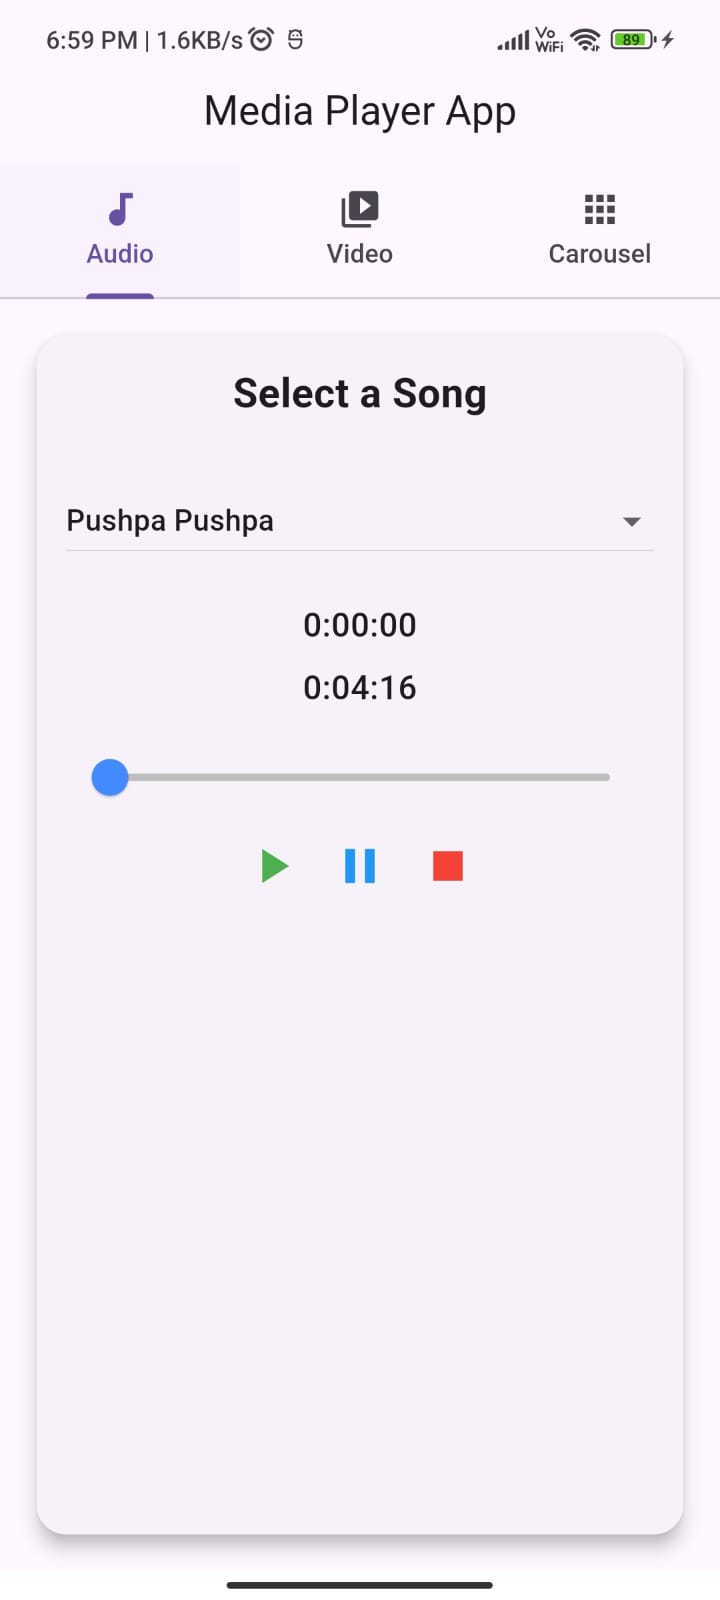 6:59 PM | 1.6KB/s
Vo
WiFi
89
Media Player App
Audio
Video
Carousel
Select a Song
Pushpa Pushpa
0:00:00
0:04:16